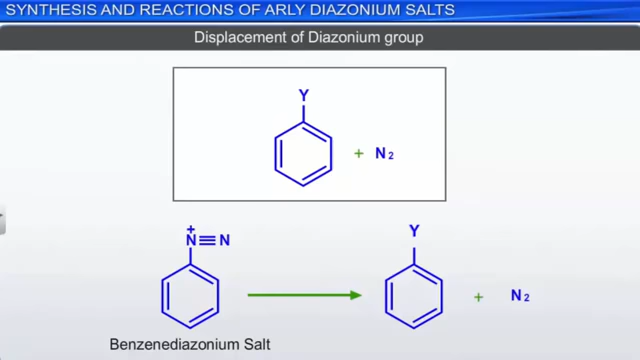 SYNTHESIS AND REACTIONS OF ARLY DIAZONIUM SALTS
Displacement of Diazonium group
Y
+ N2
+
N≡N
Y
+ N2
Benzenediazonium Salt